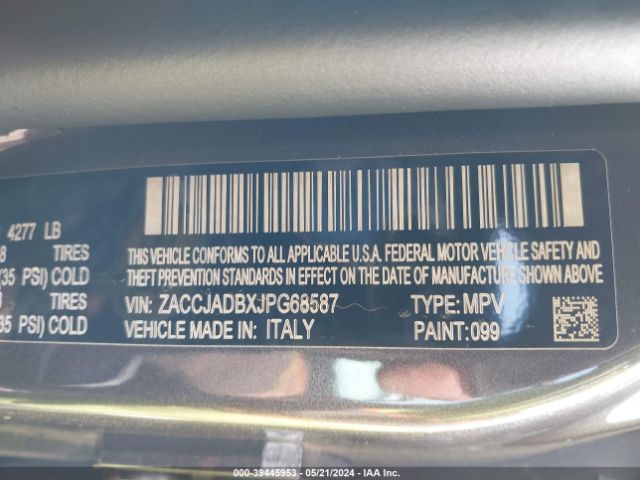 4277 LB
TIRES
(35 PSI) COLD
TIRES
35 PSI) COLD
THIS VEHICLE CONFORMS TO ALL APPLICABLE U.S.A. FEDERAL MOTOR VEHICLE SAFETY AND
THEFT PREVENTION STANDARDS IN EFFECT ON THE DATE OF MANUFACTURE SHOWN ABOVE.
VIN: ZACCJADBXJPG68587 TYPE: MPV
VEHICLE MADE IN: ITALY PAINT: 099
000-39445953 - 05/21/2024 - IAA Inc.